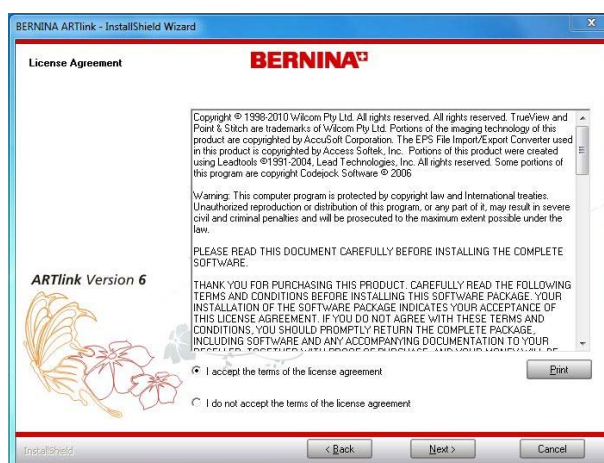 BERNINA ARTlink - InstallShield Wizard
x
License Agreement
BERNINA
Copyright © 1998-2010 Wilcom Pty Ltd. All rights reserved. All rights reserved. TrueView and
Point & Stitch are trademarks of Wilcom Pty Ltd. Portions of the imaging technology of this
product are copyrighted by AccuSoft Corporation. The EPS File Import/Export Converter used
in this product is copyrighted by Access Softek, Inc.  Portions of this product were created
using Leadtools ©1991-2004, Lead Technologies, Inc. All rights reserved. Some portions of
this program are copyright Codejock Software © 2006
Warning: This computer program is protected by copyright law and International treaties.
Unauthorized reproduction or distribution of this program, or any part of it, may result in severe
civil and criminal penalties and will be prosecuted to the maximum extent possible under the
law.
PLEASE READ THIS DOCUMENT CAREFULLY BEFORE INSTALLING THE COMPLETE
SOFTWARE.
ARTlink Version 6
THANK YOU FOR PURCHASING THIS PRODUCT. CAREFULLY READ THE FOLLOWING
TERMS AND CONDITIONS BEFORE INSTALLING THIS SOFTWARE PACKAGE. YOUR
INSTALLATION OF THE SOFTWARE PACKAGE INDICATES YOUR ACCEPTANCE OF
THIS LICENSE AGREEMENT. IF YOU DO NOT AGREE WITH THESE TERMS AND
CONDITIONS, YOU SHOULD PROMPTLY RETURN THE COMPLETE PACKAGE,
INCLUDING SOFTWARE AND ANY ACCOMPANYING DOCUMENTATION TO YOUR
RESELLER, TOGETHER WITH PROOF OF PURCHASE, AND YOUR MONEY WILL BE
I accept the terms of the license agreement
Print
I do not accept the terms of the license agreement
InstallShield
< Back
Next >
Cancel